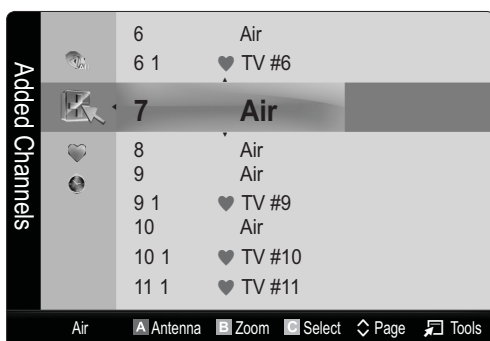 Added Channels
6 Air
6 1 ♥ TV #6
7 Air
8 Air
9 Air
9 1 ♥ TV #9
10 Air
10 1 ♥ TV #10
11 1 ♥ TV #11
Air A Antenna B Zoom C Select Page Tools